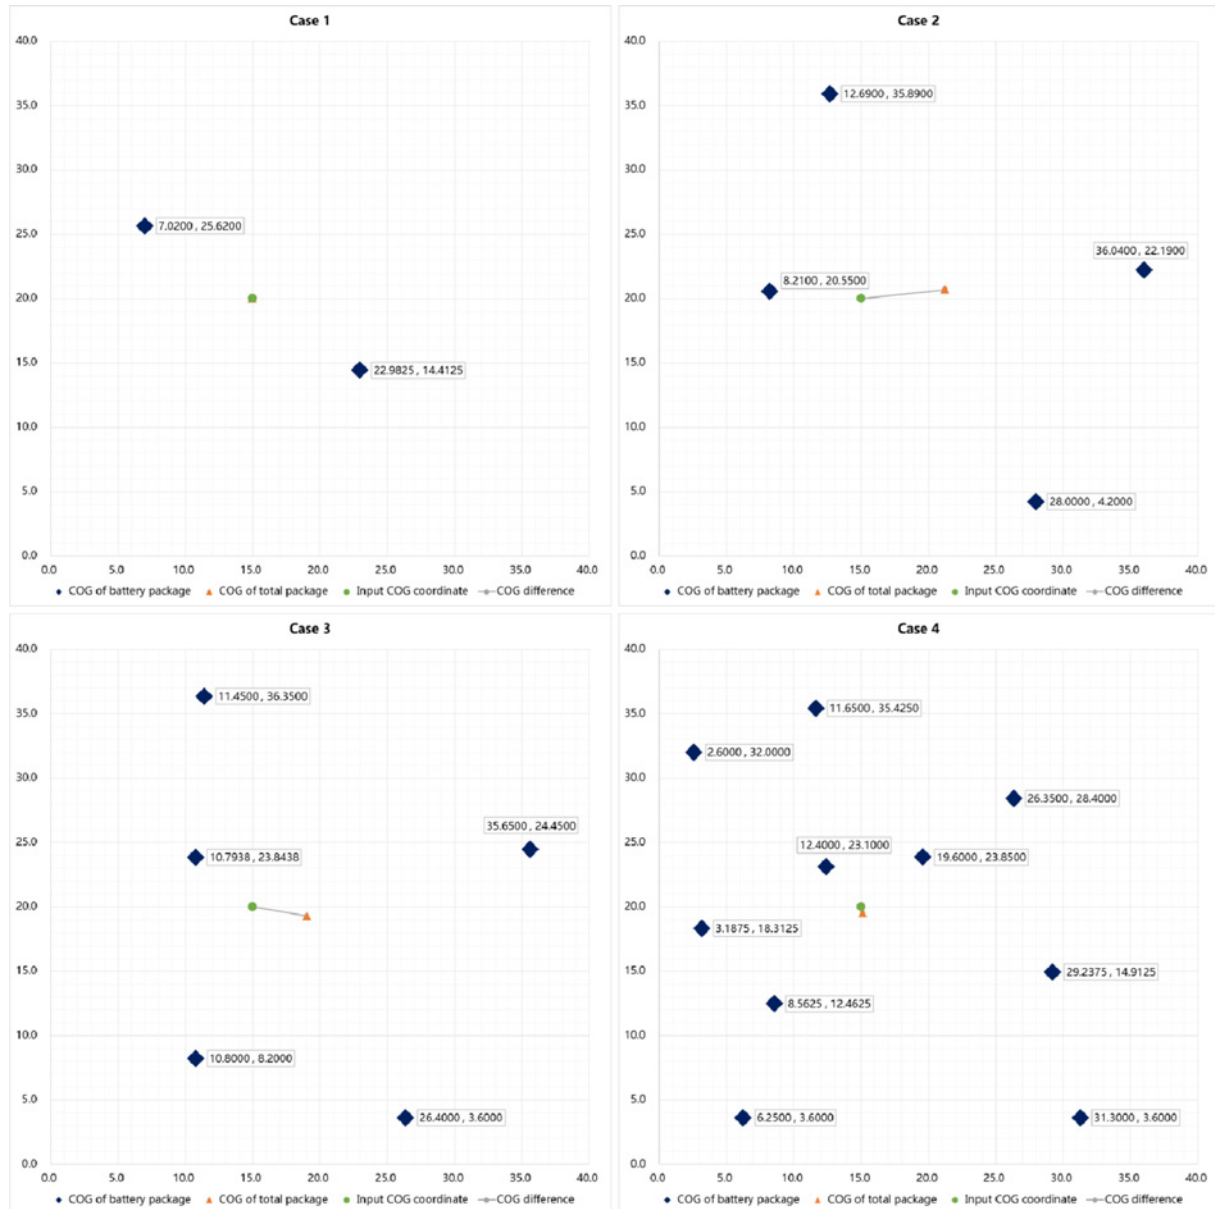 Case 1
40.0
35.0
30.0
25.0
7.0200 , 25.6200
20.0
15.0
22.9825 , 14.4125
10.0
5.0
0.0
0.0 5.0 10.0 15.0 20.0 25.0 30.0 35.0 40.0
COG of battery package COG of total package Input COG coordinate COG difference
Case 2
40.0
12.6900 , 35.8900
35.0
30.0
25.0
36.0400 , 22.1900
8.2100 , 20.5500
20.0
15.0
10.0
5.0
28.0000 , 4.2000
0.0
0.0 5.0 10.0 15.0 20.0 25.0 30.0 35.0 40.0
COG of battery package COG of total package Input COG coordinate COG difference
Case 3
40.0
11.4500 , 36.3500
35.0
30.0
35.6500 , 24.4500
25.0
10.7938 , 23.8438
20.0
15.0
10.0
10.8000 , 8.2000
5.0
26.4000 , 3.6000
0.0
0.0 5.0 10.0 15.0 20.0 25.0 30.0 35.0 40.0
COG of battery package COG of total package Input COG coordinate COG difference
Case 4
40.0
11.6500 , 35.4250
35.0
2.6000 , 32.0000
30.0
26.3500 , 28.4000
25.0
12.4000 , 23.1000
19.6000 , 23.8500
20.0
3.1875 , 18.3125
15.0
29.2375 , 14.9125
8.5625 , 12.4625
10.0
5.0
6.2500 , 3.6000
31.3000 , 3.6000
0.0
0.0 5.0 10.0 15.0 20.0 25.0 30.0 35.0 40.0
COG of battery package COG of total package Input COG coordinate COG difference